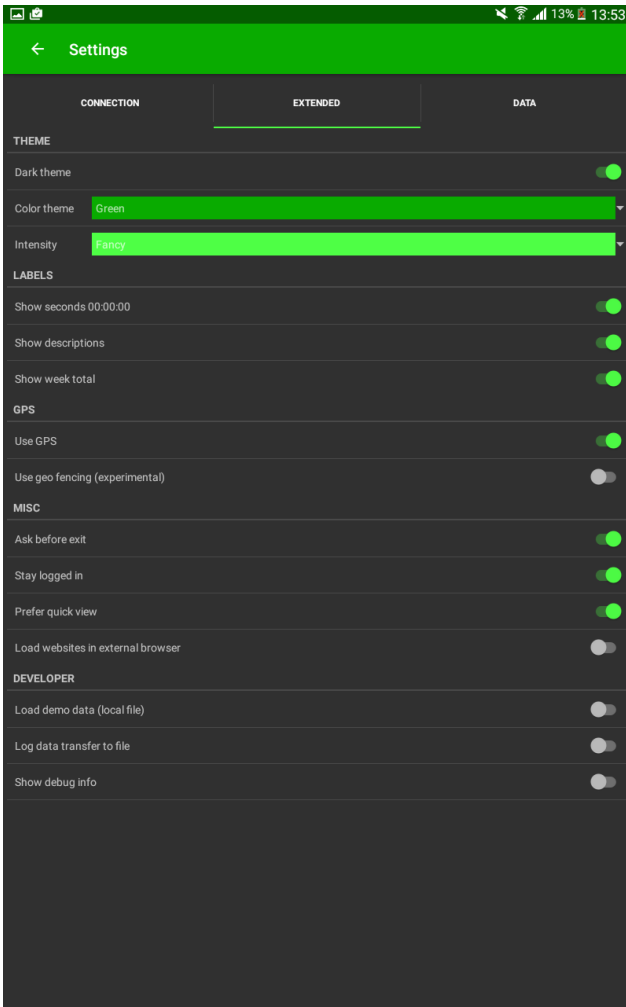 13% 13:53
Settings
CONNECTION EXTENDED DATA
THEME
Dark theme
Color theme Green
Intensity Fancy
LABELS
Show seconds 00:00:00
Show descriptions
Show week total
GPS
Use GPS
Use geo fencing (experimental)
MISC
Ask before exit
Stay logged in
Prefer quick view
Load websites in external browser
DEVELOPER
Load demo data (local file)
Log data transfer to file
Show debug info